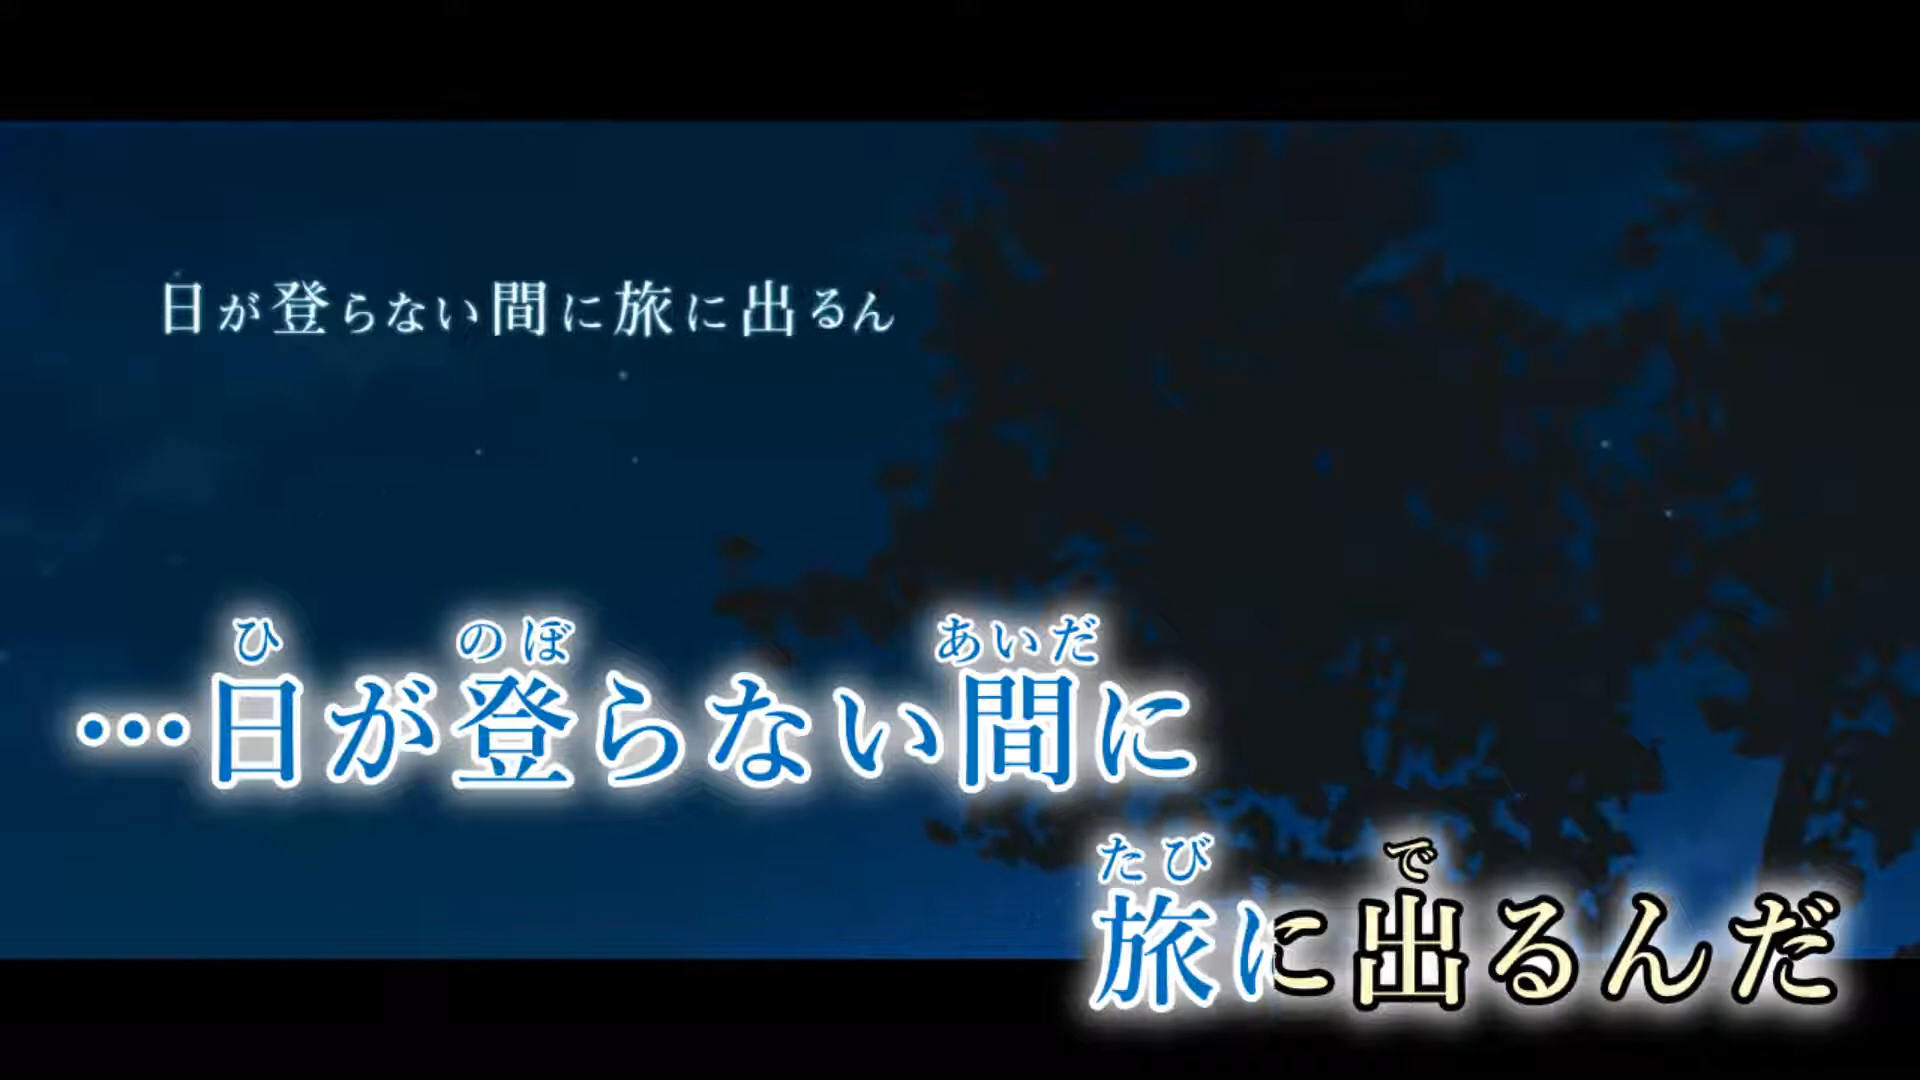 日が登らない間に旅に出るん
ひ のぼ あいだ
…日が登らない間に
たび で
旅に出るんだ